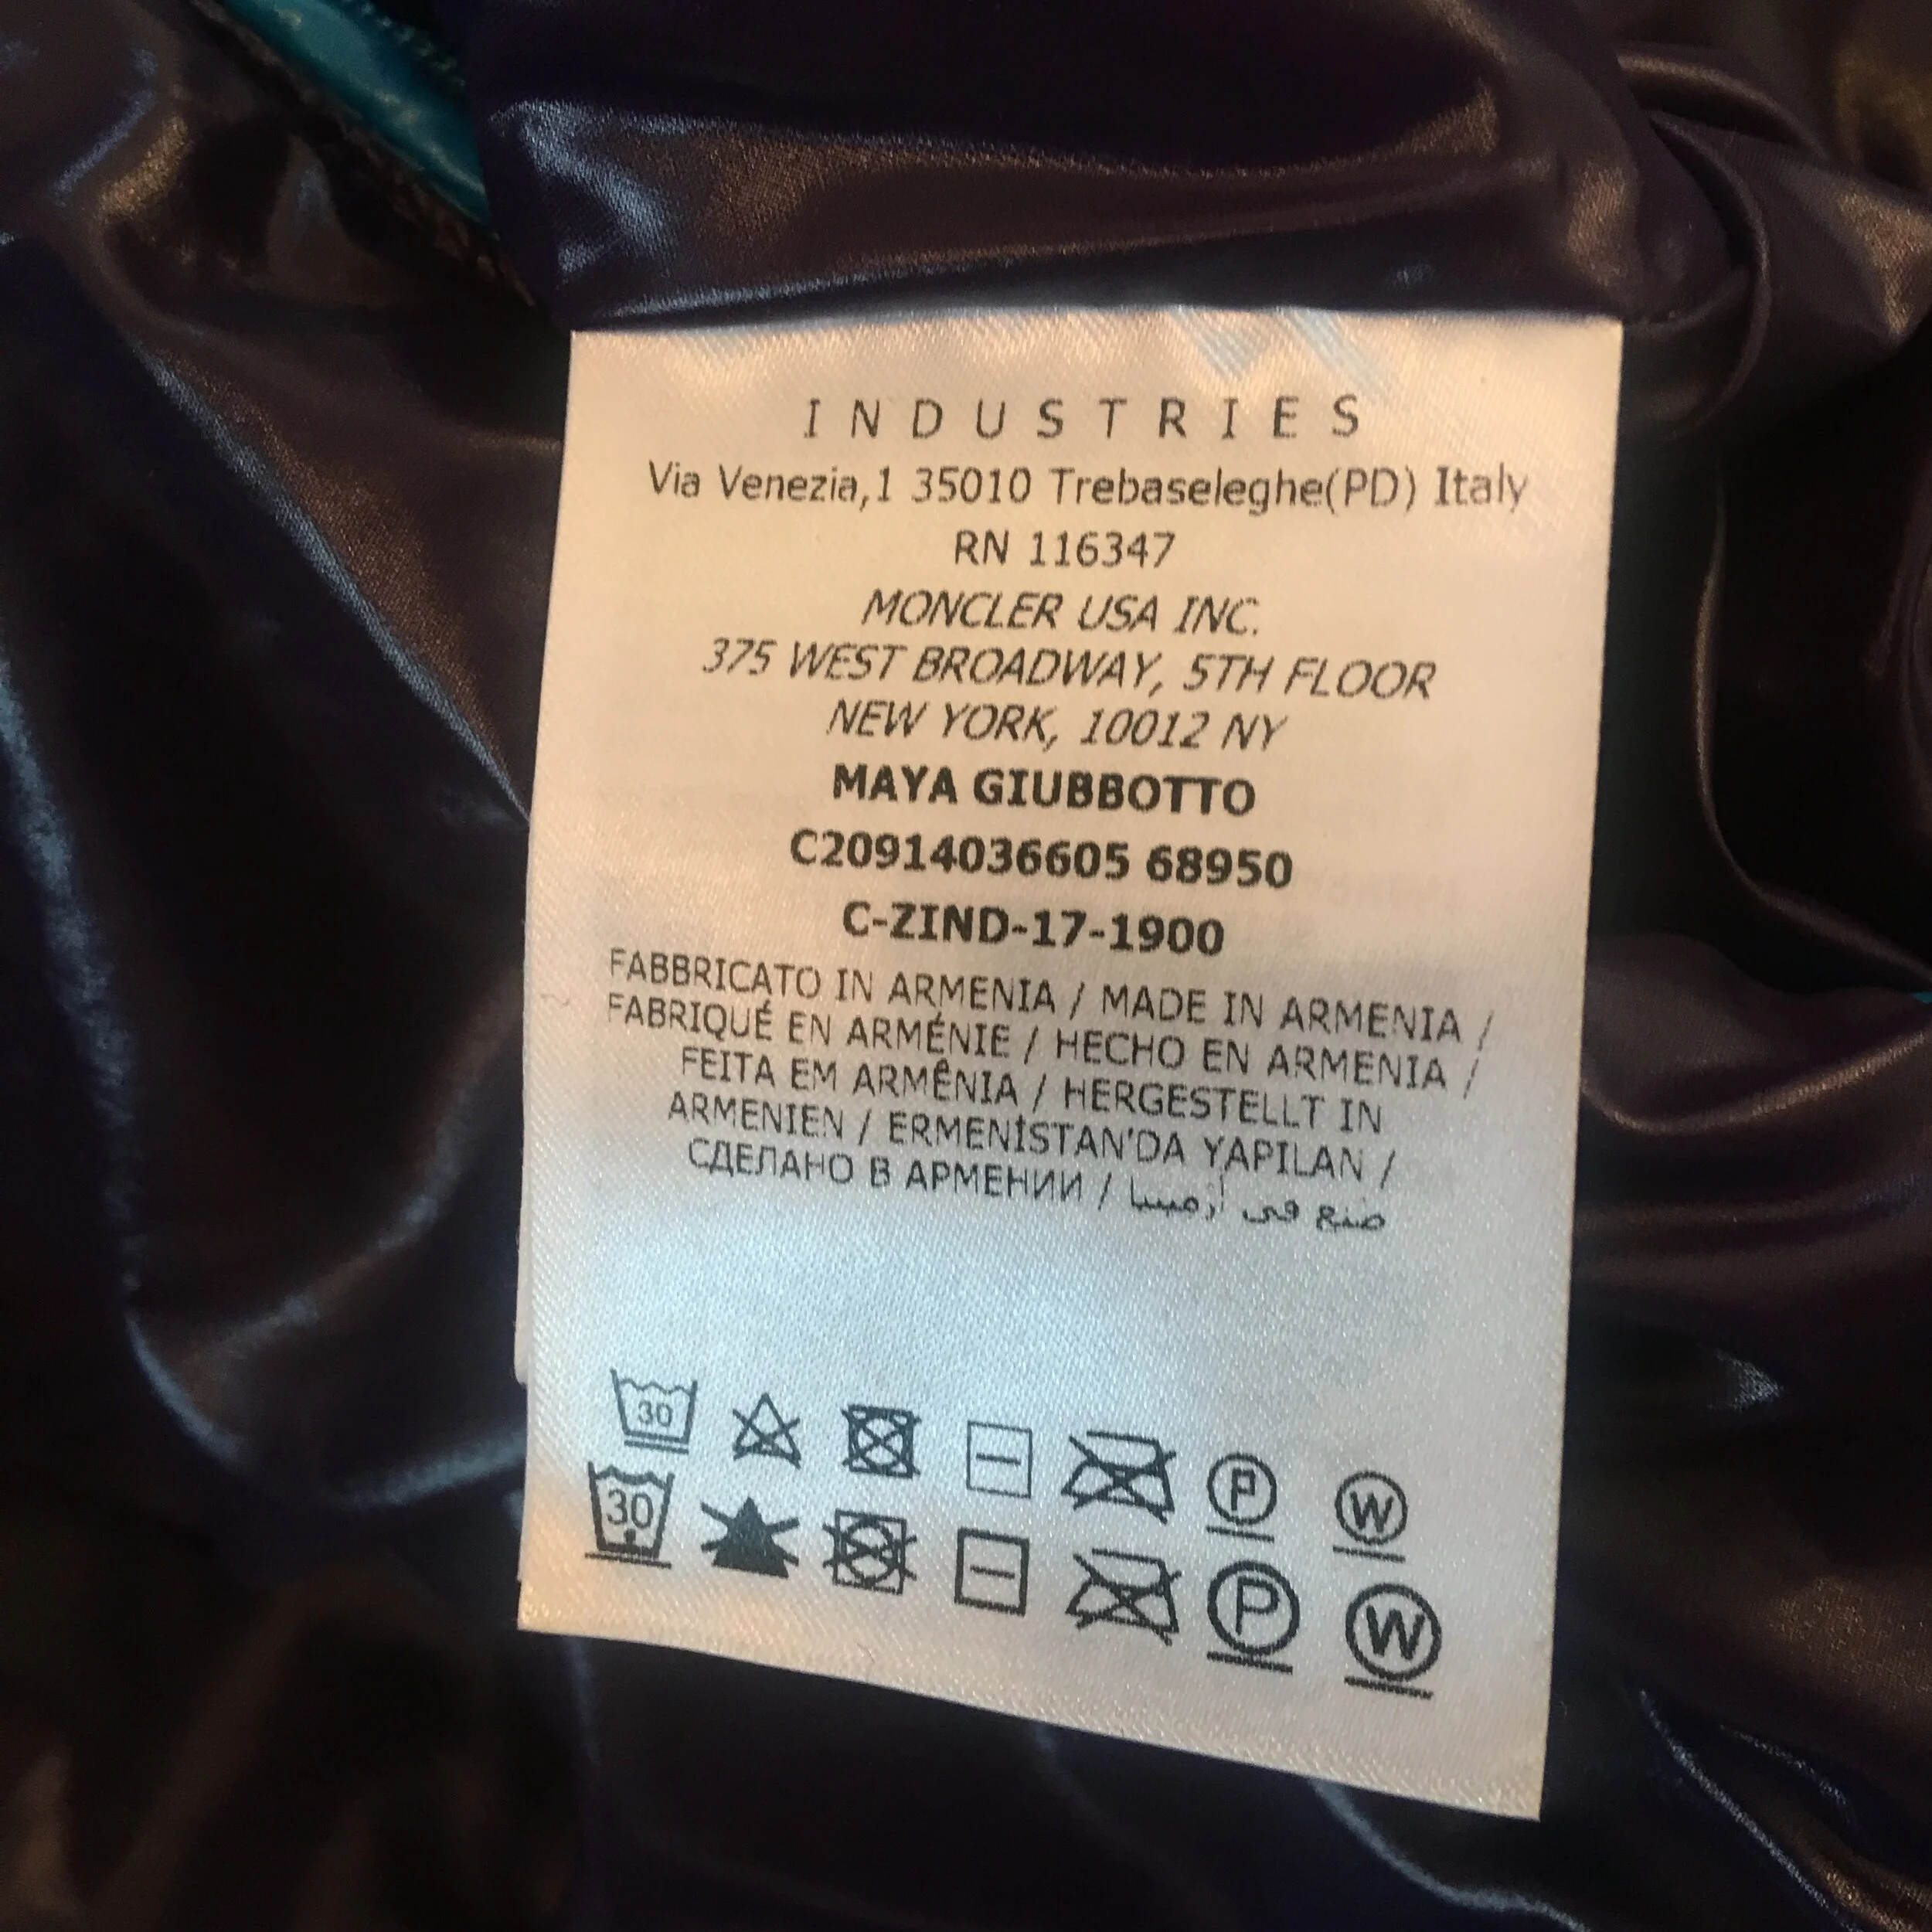 INDUSTRIES
Via Venezia,1 35010 Trebaseleghe(PD) Italy
RN 116347
MONCLER USA INC.
375 WEST BROADWAY, 5TH FLOOR
NEW YORK, 10012 NY
MAYA GIUBBOTTO
C20914036605 68950
C-ZIND-17-1900
FABBRICATO IN ARMENIA / MADE IN ARMENIA /
FABRIQUÉ EN ARMÉNIE / HECHO EN ARMENIA /
FEITA EM ARMÊNIA / HERGESTELLT IN
ARMENIEN / ERMENİSTAN'DA YAPILAN /
СДЕЛАНО В АРМЕНИИ / صنع في أرمينيا
30 P W
30 P W